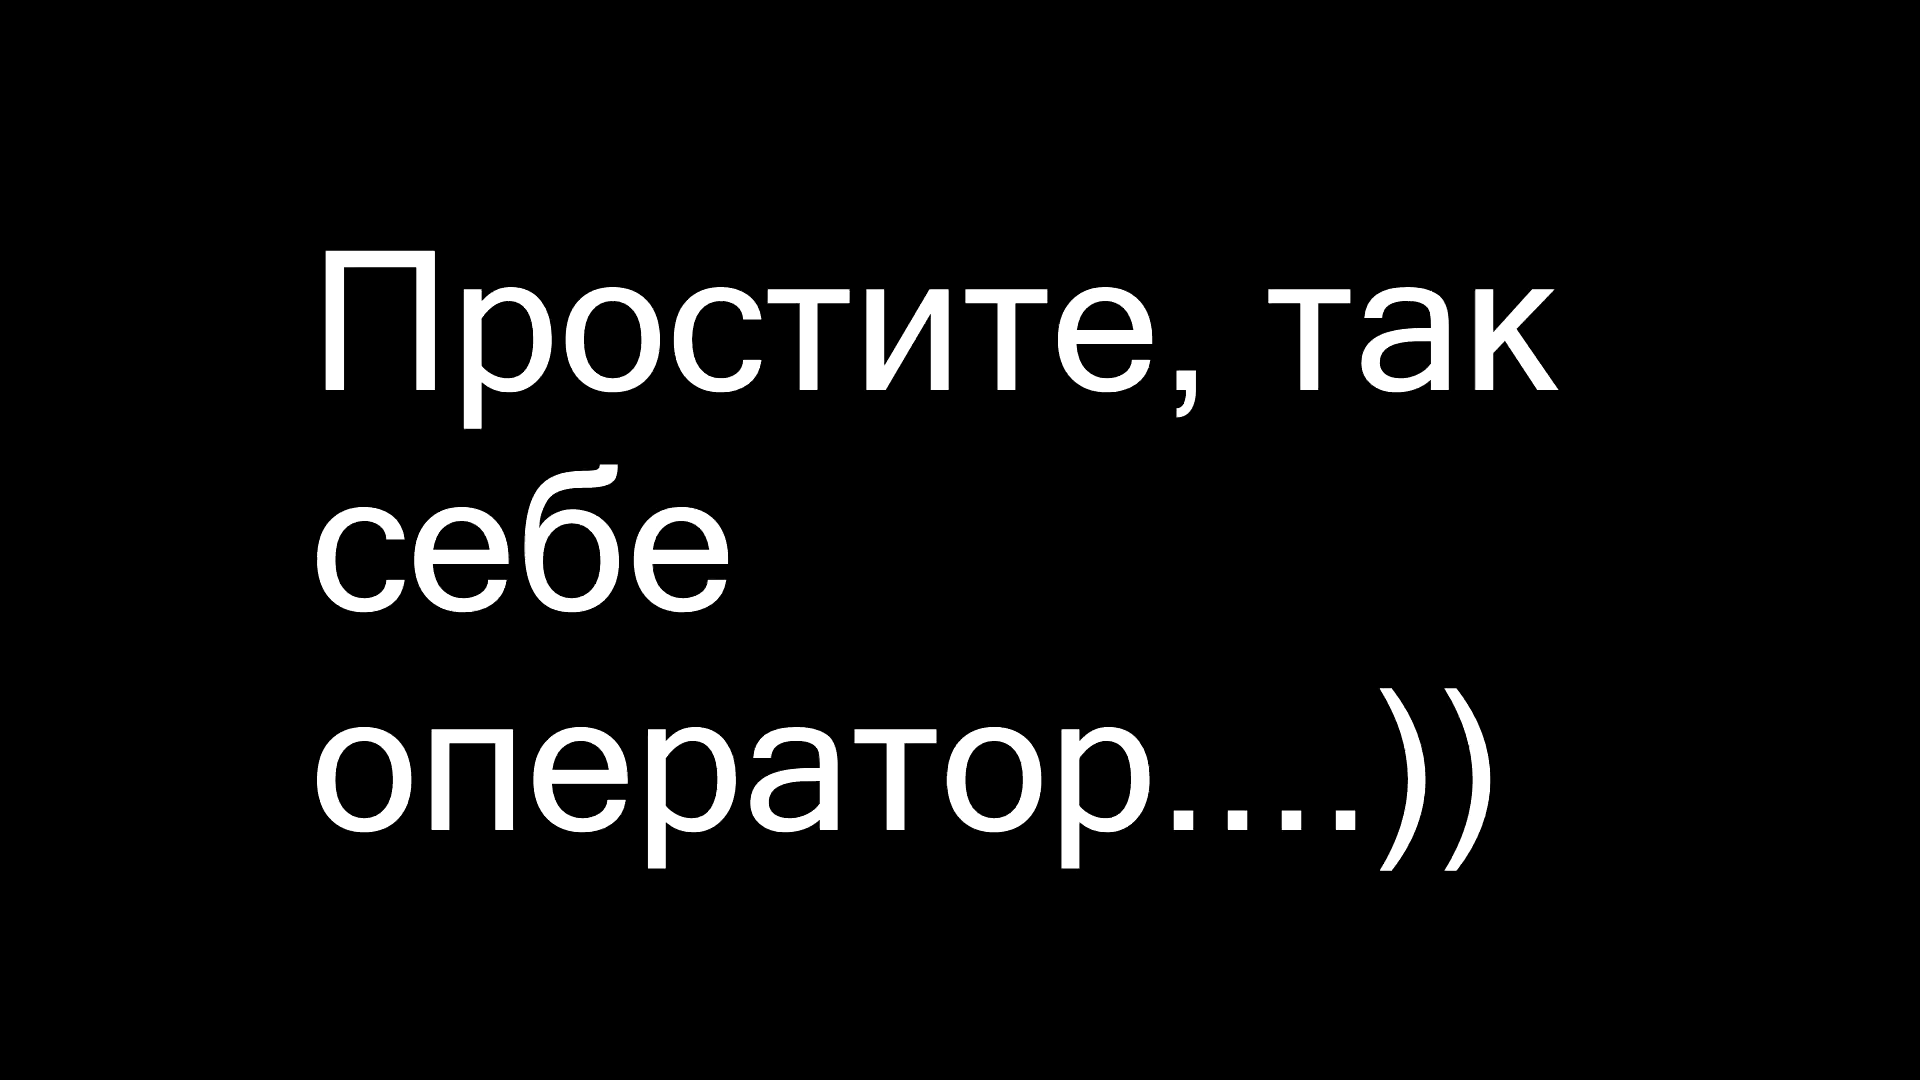 Простите, так
себе
оператор....))